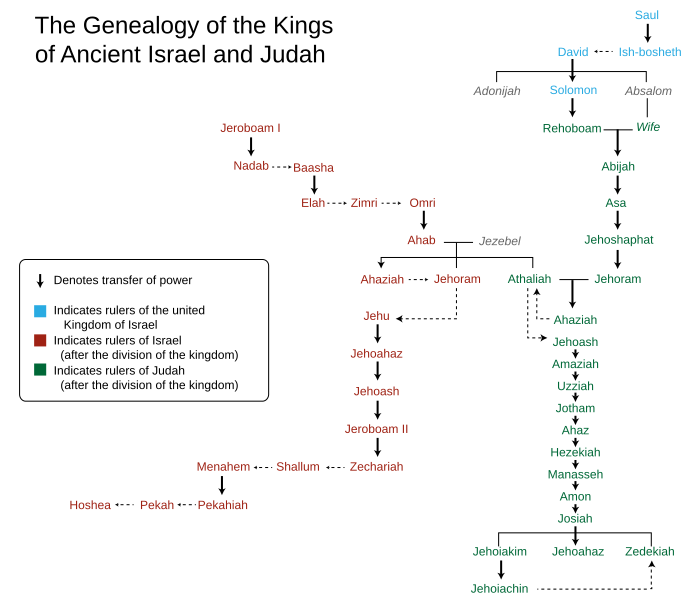 The Genealogy of the Kings
of Ancient Israel and Judah
Saul
David
Ish-bosheth
Adonijah
Solomon
Absalom
Rehoboam
Wife
Jeroboam I
Nadab
Baasha
Abijah
Elah
Zimri
Omri
Asa
Ahab
Jezebel
Jehoshaphat
Ahaziah
Jehoram
Athaliah
Jehoram
Denotes transfer of power
Indicates rulers of the united
Kingdom of Israel
Indicates rulers of Israel
(after the division of the kingdom)
Indicates rulers of Judah
(after the division of the kingdom)
Jehu
Ahaziah
Jehoahaz
Jehoash
Jehoash
Amaziah
Jeroboam II
Uzziah
Jotham
Ahaz
Menahem
Shallum
Zechariah
Hezekiah
Manasseh
Hoshea
Pekah
Pekahiah
Amon
Josiah
Jehoiakim
Jehoahaz
Zedekiah
Jehoiachin